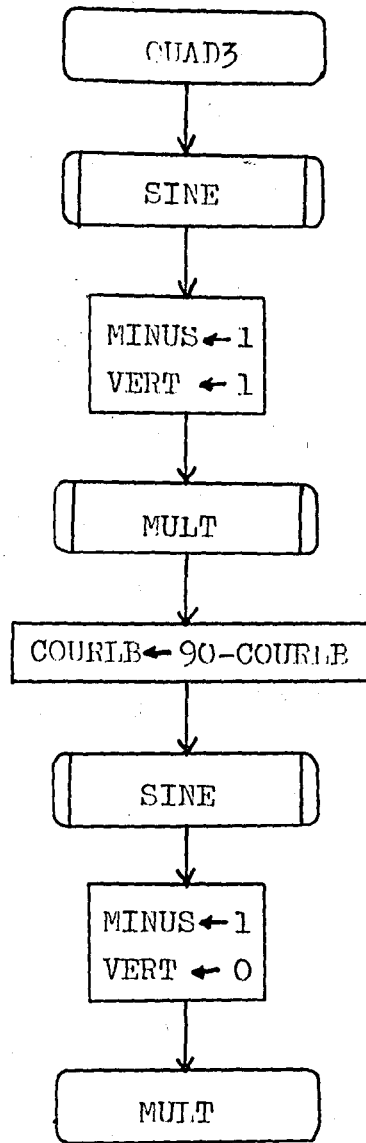 QUAD3
SINE
MINUS ← 1
VERT ← 1
MULT
COURLB ← 90-COURLB
SINE
MINUS ← 1
VERT ← 0
MULT